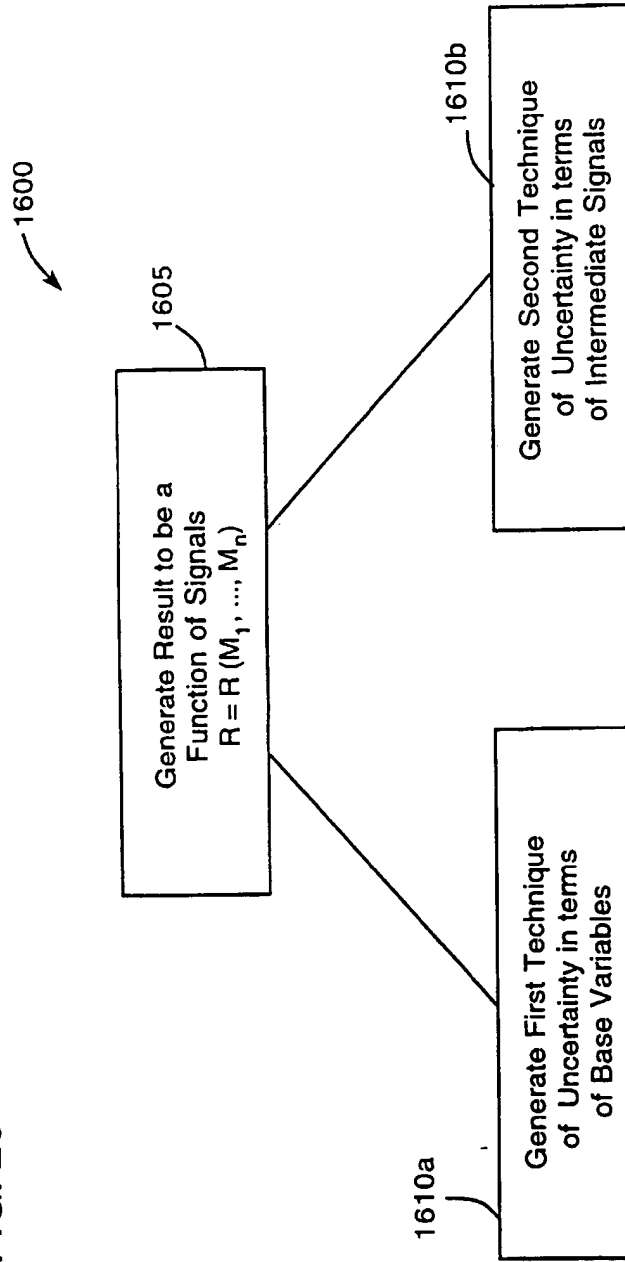 1600
1605
Generate Result to be a
Function of Signals
R = R (M₁, ..., Mₙ)
1610a
Generate First Technique
of Uncertainty in terms
of Base Variables
1610b
Generate Second Technique
of Uncertainty in terms
of Intermediate Signals